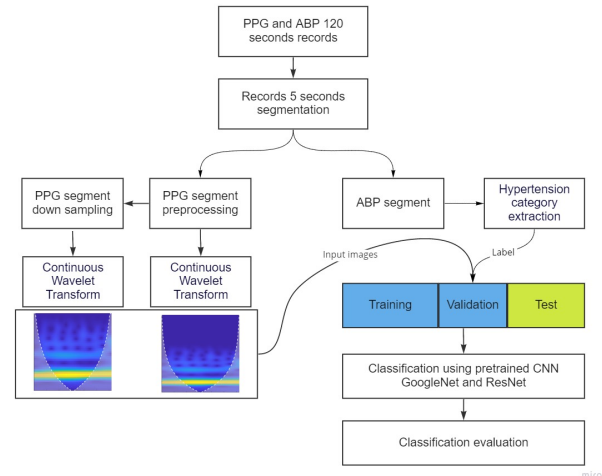 PPG and ABP 120
seconds records
Records 5 seconds
segmentation
PPG segment
down sampling
PPG segment
preprocessing
ABP segment
Hypertension
category
extraction
Continuous
Wavelet
Transform
Continuous
Wavelet
Transform
Input images
Label
Training
Validation
Test
Classification using pretrained CNN
GoogleNet and ResNet
Classification evaluation
miro